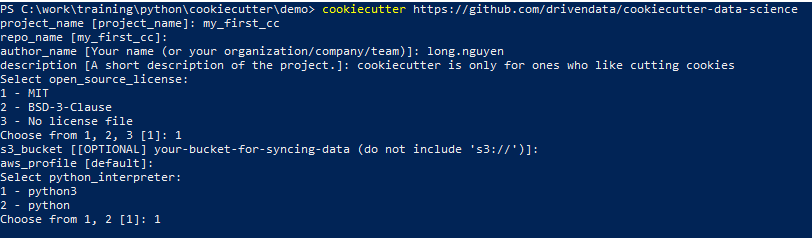 PS C:\work\training\python\cookiecutter\demo> cookiecutter https://github.com/drivendata/cookiecutter-data-science
project_name [project_name]: my_first_cc
repo_name [my_first_cc]:
author_name [Your name (or your organization/company/team)]: long.nguyen
description [A short description of the project.]: cookiecutter is only for ones who like cutting cookies
Select open_source_license:
1 - MIT
2 - BSD-3-Clause
3 - No license file
Choose from 1, 2, 3 [1]: 1
s3_bucket [[OPTIONAL] your-bucket-for-syncing-data (do not include 's3://')]:
aws_profile [default]:
Select python_interpreter:
1 - python3
2 - python
Choose from 1, 2 [1]: 1